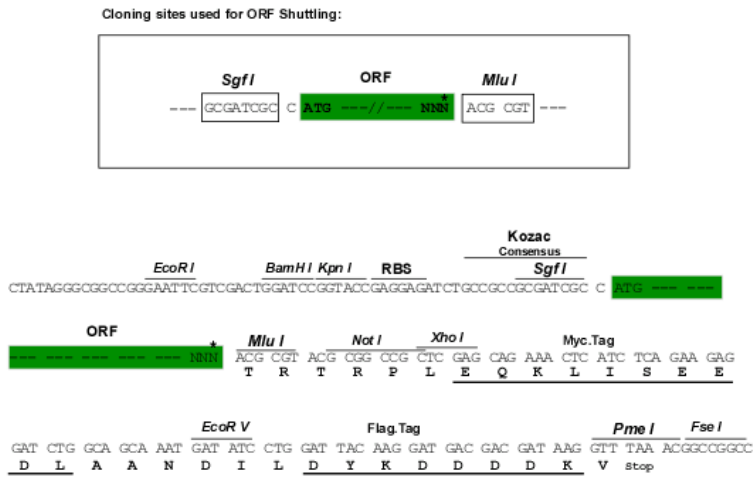 Cloning sites used for ORF Shuttling:
Sgf I ORF Mlu I
--- GCGATCGC C ATG ---//--- NNN* ACG CGT ---
Kozac
Consensus
EcoR I BamH I Kpn I RBS Sgf I
CTATAGGGCGGCCGGGAATTCGTCGACTGGATCCGGTACCGAGGAGATCTGCCGCCGCGATCGC C ATG --- ---
ORF Mlu I Not I Xho I Myc.Tag
--- --- --- --- --- NNN* ACG CGT ACG CGG CCG CTC GAG CAG AAA CTC ATC TCA GAA GAG
T R T R P L E Q K L I S E E
EcoR V Flag.Tag Pme I Fse I
GAT CTG GCA GCA AAT GAT ATC CTG GAT TAC AAG GAT GAC GAC GAT AAG GTT TAA ACGGCCGGCC
D L A A N D I L D Y K D D D D K V Stop